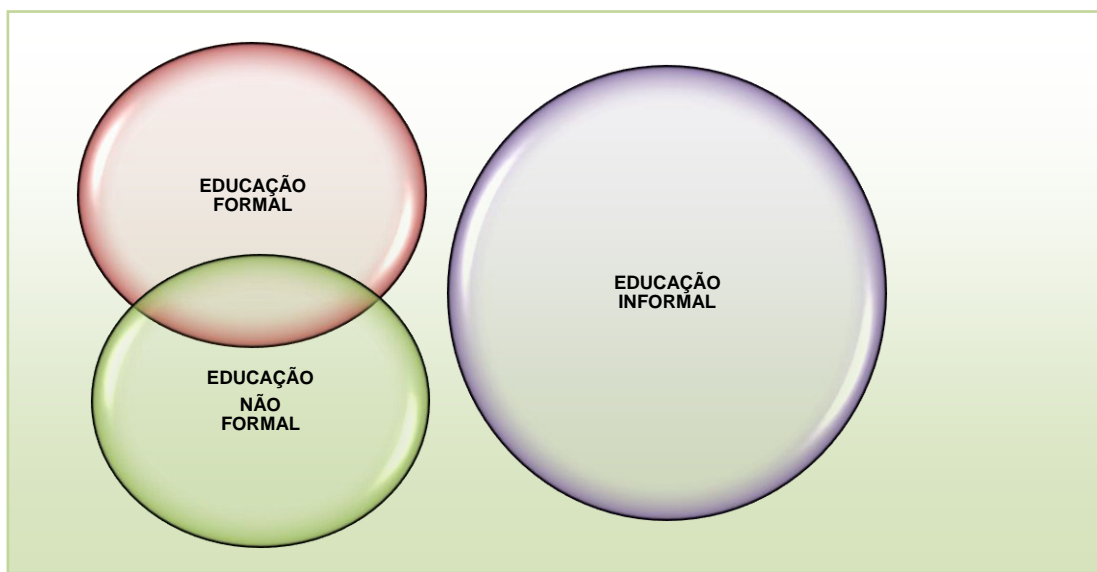 EDUCAÇÃO
FORMAL
EDUCAÇÃO
NÃO
FORMAL
EDUCAÇÃO
INFORMAL